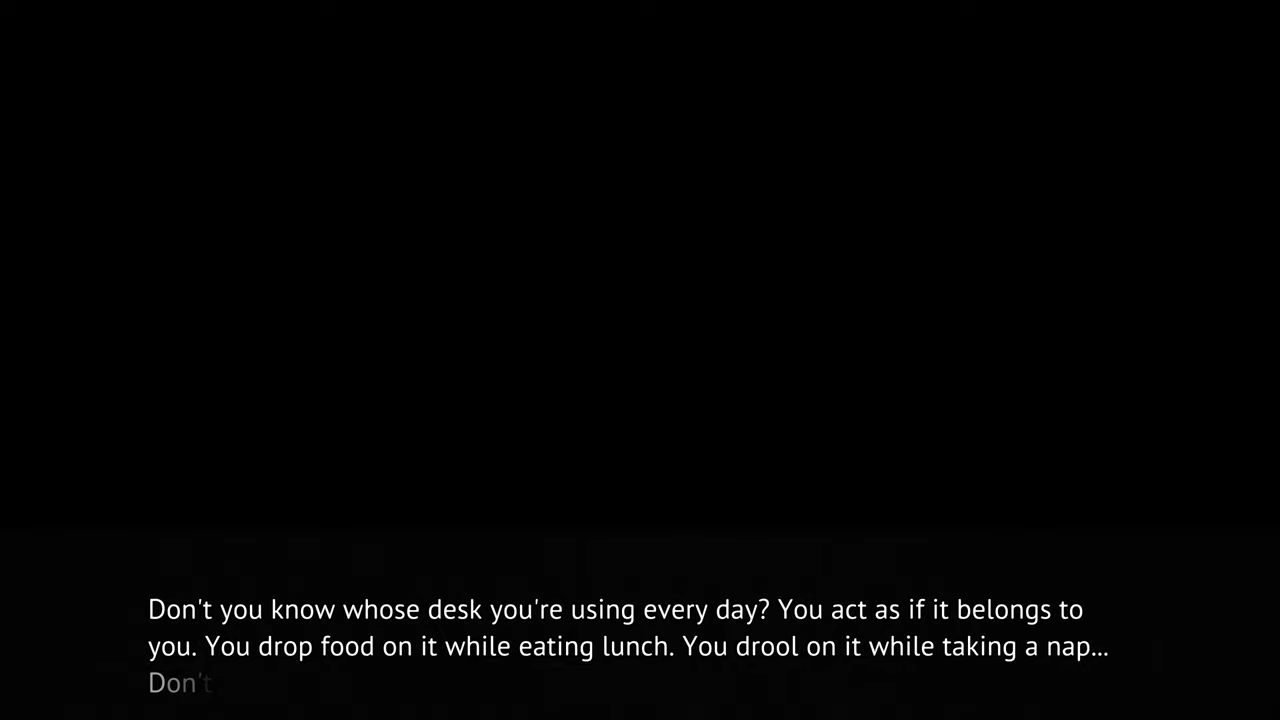 Don't you know whose desk you're using every day? You act as if it belongs to
you. You drop food on it while eating lunch. You drool on it while taking a nap...
Don't